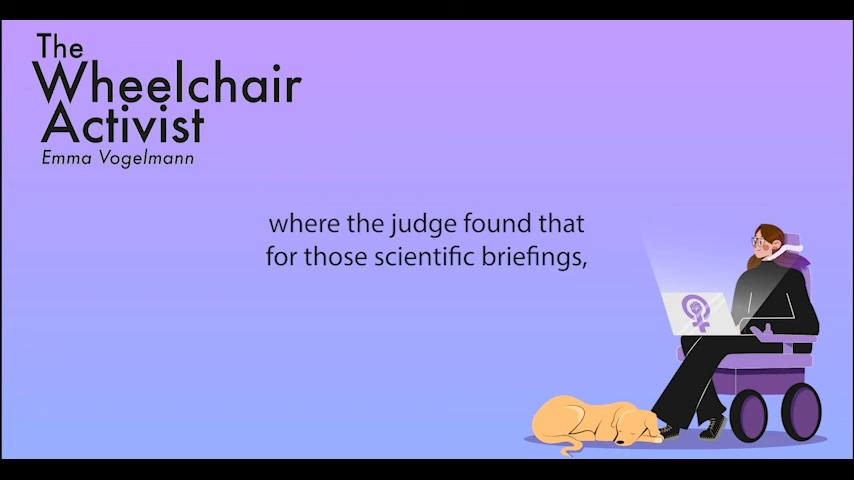 The
Wheelchair
Activist
Emma Vogelmann
where the judge found that
for those scientific briefings,